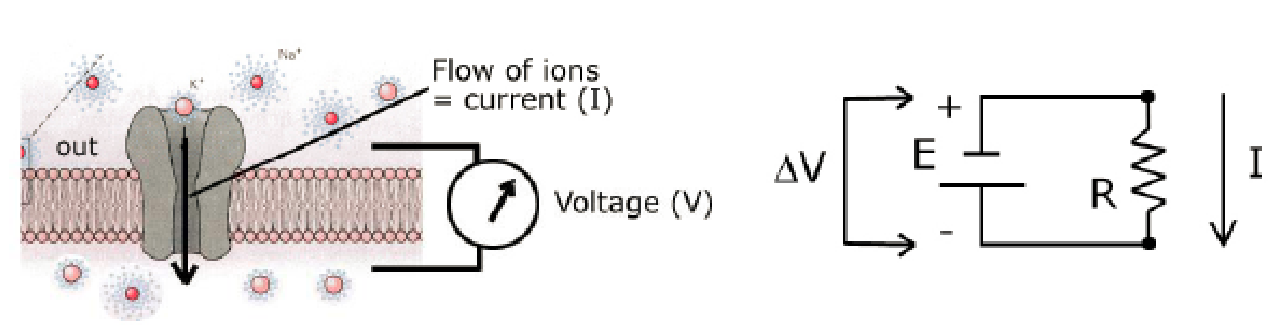 Na⁺
K⁺
Flow of ions
= current (I)
out
Voltage (V)
ΔV
+
E
R
-
I